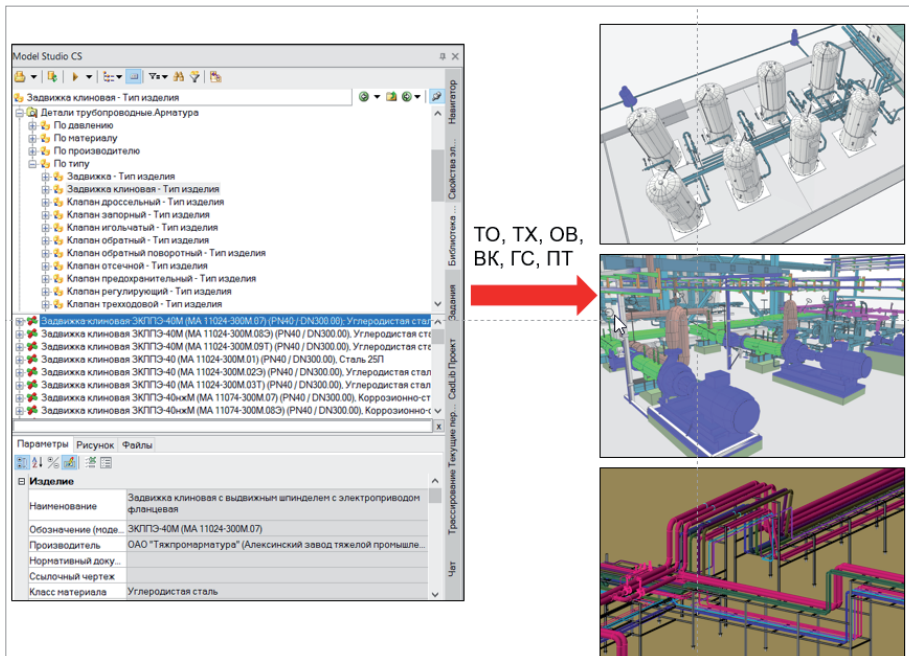 Model Studio CS
Задвижка клиновая - Тип изделия
Детали трубопроводные.Арматура
По давлению
По материалу
По производителю
По типу
Задвижка - Тип изделия
Задвижка клиновая - Тип изделия
Клапан дроссельный - Тип изделия
Клапан запорный - Тип изделия
Клапан игольчатый - Тип изделия
Клапан обратный - Тип изделия
Клапан обратный поворотный - Тип изделия
Клапан отсечной - Тип изделия
Клапан предохранительный - Тип изделия
Клапан регулирующий - Тип изделия
Клапан трехходовой - Тип изделия
Задвижка клиновая ЗКЛПЭ-40М (МА 11024-300М.07) (PN40 / DN300.00); Углеродистая стал
Задвижка клиновая ЗКЛПЭ-40М (МА 11024-300М.08Э) (PN40 / DN300.00), Углеродистая ста
Задвижка клиновая ЗКЛПЭ-40М (МА 11024-300М.09Т) (PN40 / DN300.00), Углеродистая ста
Задвижка клиновая ЗКЛПЭ-40 (МА 11024-300М.01) (PN40 / DN300.00), Сталь 25Л
Задвижка клиновая ЗКЛПЭ-40 (МА 11024-300М.02Э) (PN40 / DN300.00), Углеродистая стал
Задвижка клиновая ЗКЛПЭ-40 (МА 11024-300М.03Т) (PN40 / DN300.00), Углеродистая стал
Задвижка клиновая ЗКЛПЭ-40нжМ (МА 11074-300М.07) (PN40 / DN300.00), Коррозионно-ст
Задвижка клиновая ЗКЛПЭ-40нжМ (МА 11074-300М.08Э) (PN40 / DN300.00), Коррозионно-с
Параметры Рисунок Файлы
Изделие
Наименование
Задвижка клиновая с выдвижным шпинделем с электроприводом
фланцевая
Обозначение (моде... ЗКЛПЭ-40М (МА 11024-300М.07)
Производитель ОАО "Тяжпромарматура" (Алексинский завод тяжелой промышле...
Нормативный доку...
Ссылочный чертеж
Класс материала Углеродистая сталь
Навигатор
Свойства эл...
Библиотека ...
Задания
CadLib Проект
Текущие пер...
Трассирование
Чат
ТО, ТХ, ОВ,
ВК, ГС, ПТ